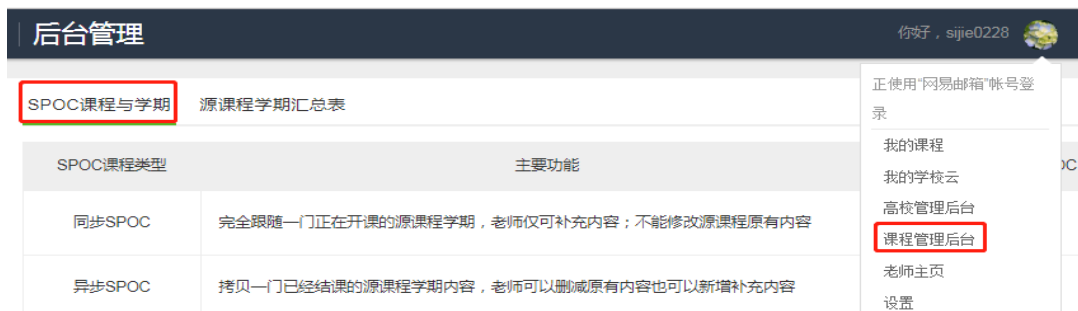 后台管理
你好，sijie0228
SPOC课程与学期
源课程学期汇总表
正使用“网易邮箱”帐号登
录
我的课程
我的学校云
高校管理后台
课程管理后台
老师主页
设置
SPOC课程类型
主要功能
同步SPOC
完全跟随一门正在开课的源课程学期，老师仅可补充内容；不能修改源课程原有内容
异步SPOC
拷贝一门已经结课的源课程学期内容，老师可以删减原有内容也可以新增补充内容